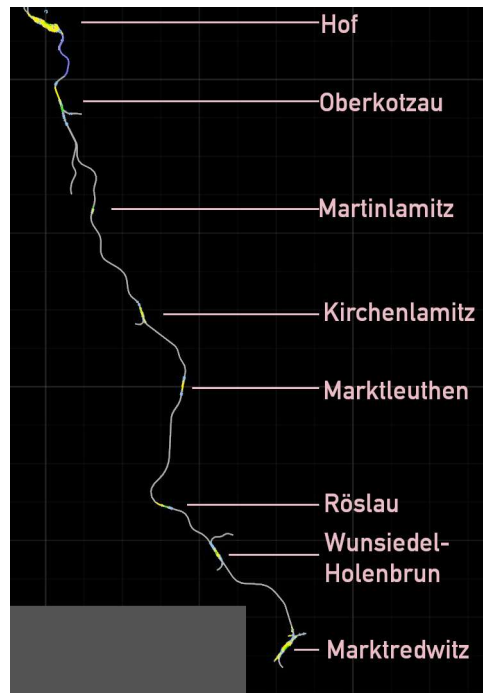 Hof
Oberkotzau
Martinlamitz
Kirchenlamitz
Marktleuthen
Röslau
Wunsiedel-
Holenbrun
Marktredwitz